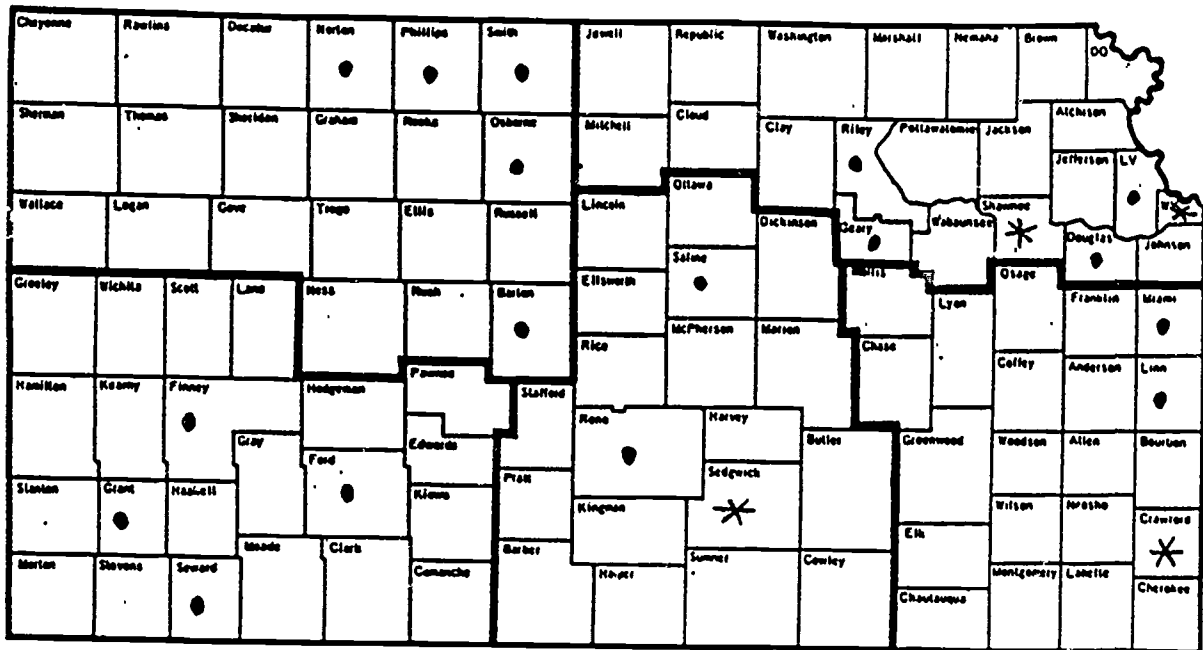 Cheyenne Rawlins Decatur Norton Phillips Smith Jewell Republic Washington Marshall Nemaha Brown DO
Sherman Thomas Sheridan Graham Rooks Osborne Mitchell Cloud Clay Riley Pottawatomie Jackson Atchison
Jefferson LV
Wallace Logan Gove Trego Ellis Russell Lincoln Ottawa Dickinson Geary Wabaunsee Shawnee Douglas Johnson
Saline
Greeley Wichita Scott Lane Ness Rush Barton Ellsworth Morris Lyon Osage Franklin Miami
Rice McPherson Marion Chase
Hamilton Kearny Finney Hodgeman Pawnee Stafford Coffey Anderson Linn
Reno Harvey
Gray Ford Edwards Butler Greenwood Woodson Allen Bourbon
Stanton Grant Haskell Kiowa Pratt Kingman Sedgwick Wilson Neosho Crawford
Morton Stevens Seward Meade Clark Comanche Barber Harper Sumner Cowley Elk Montgomery Labette Cherokee
Chautauqua